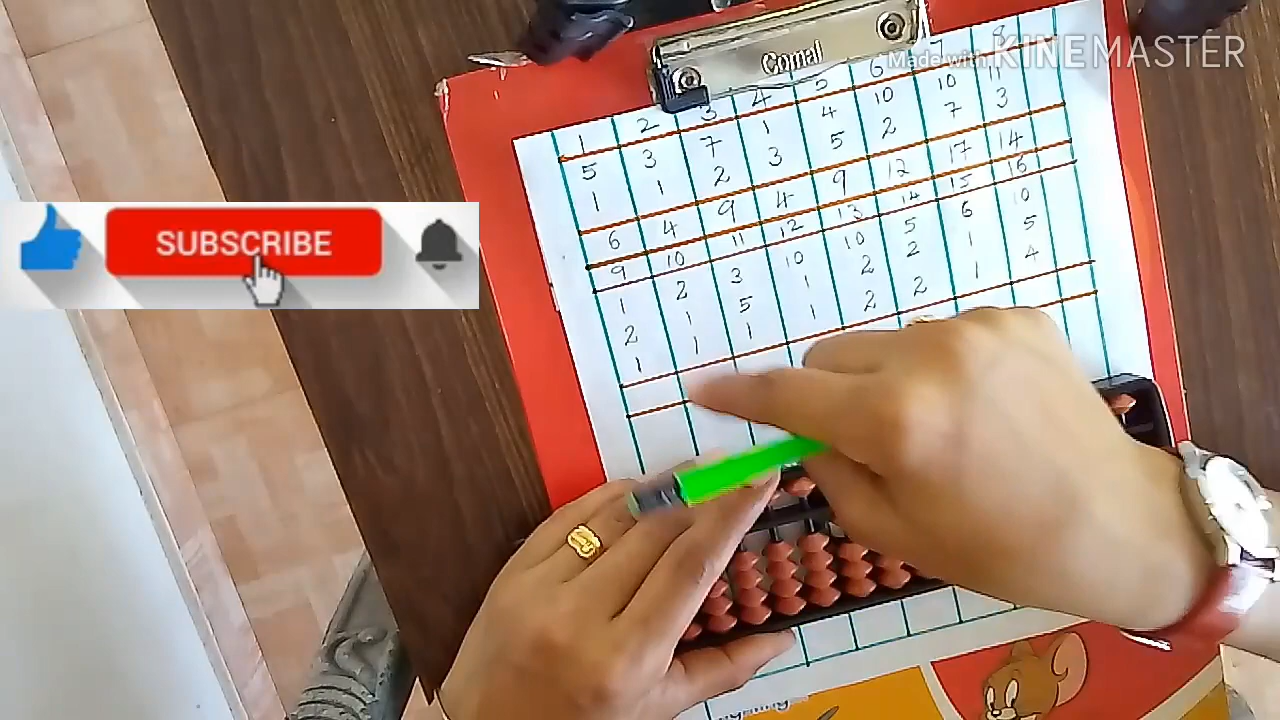 Made with KINEMASTER
Comal
SUBSCRIBE
1 2 3 4 5 6 7 8
5 3 7 1 4 10 10 11
1 1 2 3 5 2 7 3
6 4 9 4 9 12 17 14
9 10 11 12 13 14 15 16
1 2 3 10 10 5 6 10
2 1 5 1 2 2 1 5
1 1 1 1 2 2 1 4